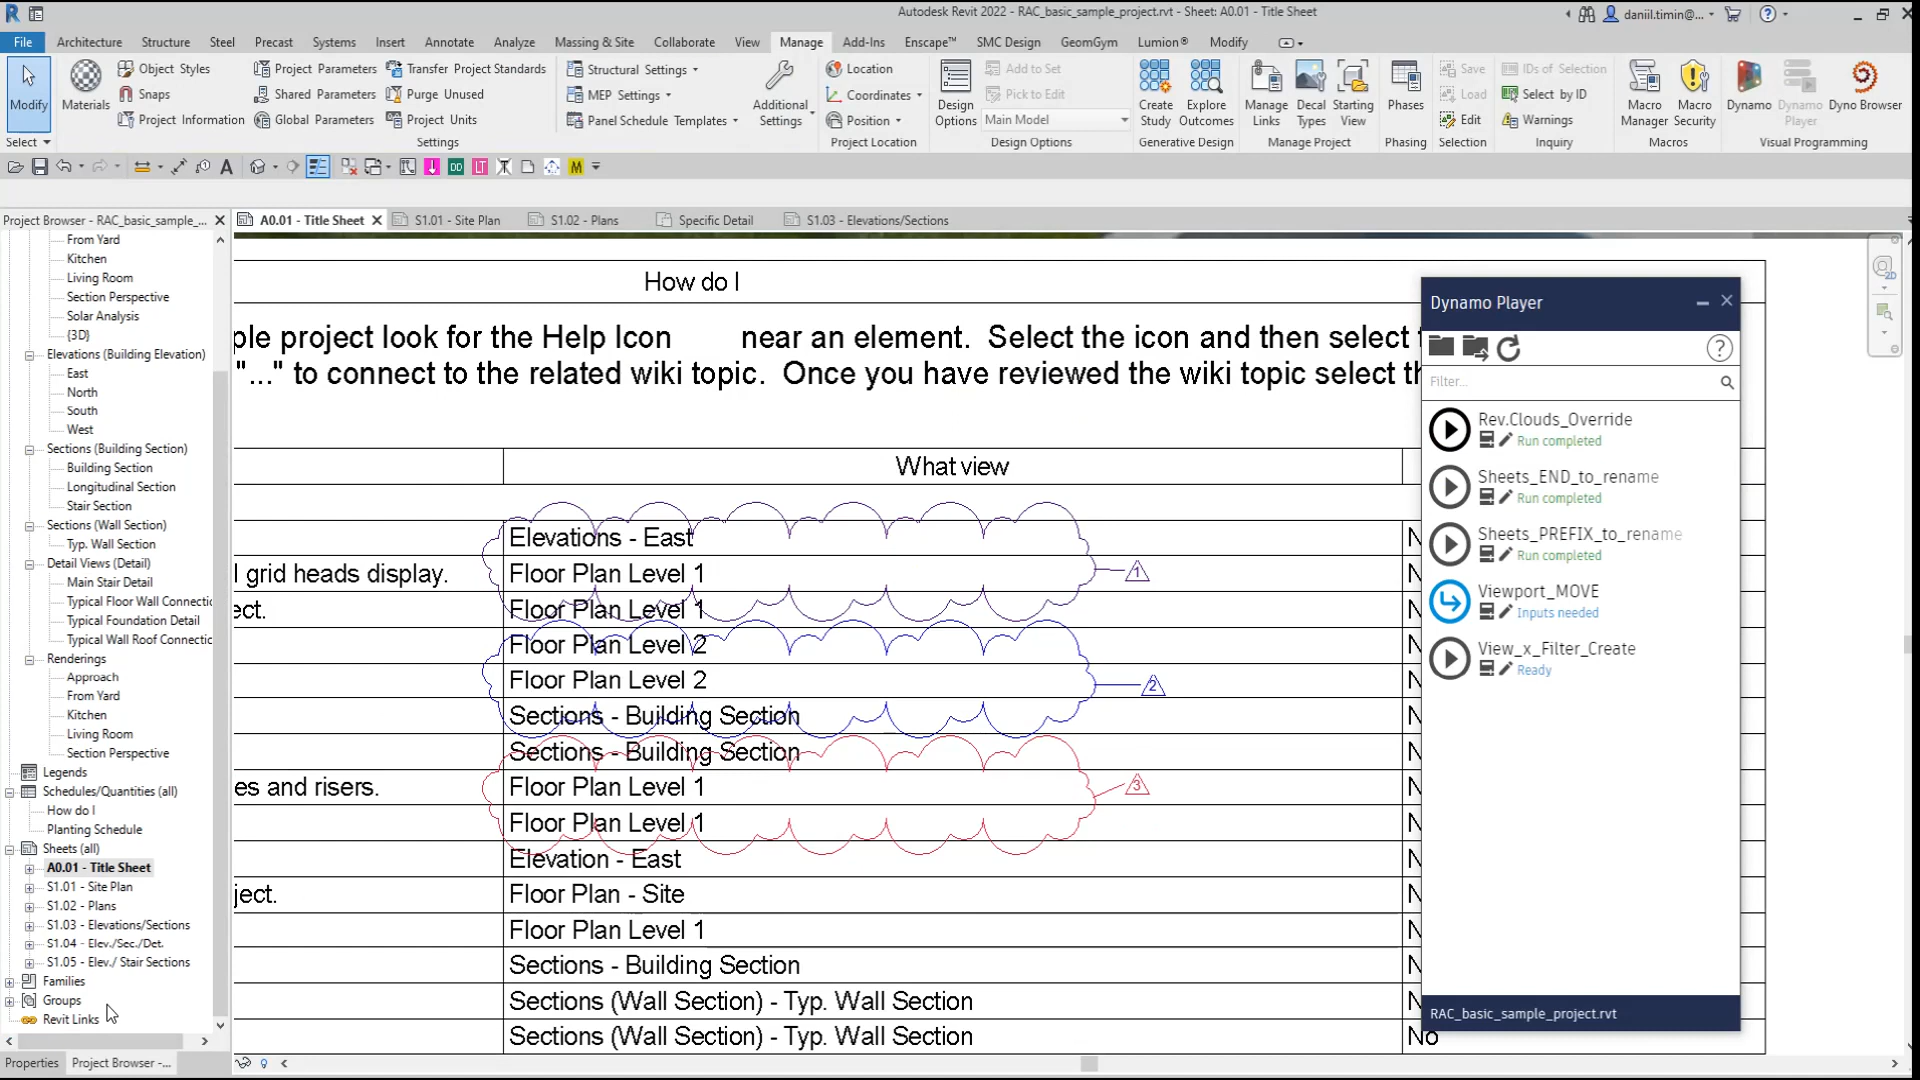 Autodesk Revit 2022 - RAC_basic_sample_project.rvt - Sheet: A0.01 - Title Sheet
daniil.timin@...
File Architecture Structure Steel Precast Systems Insert Annotate Analyze Massing & Site Collaborate View Manage Add-Ins Enscape™ SMC Design GeomGym Lumion® Modify
Modify
Select
Materials
Object Styles
Snaps
Project Information
Project Parameters
Shared Parameters
Global Parameters
Transfer Project Standards
Purge Unused
Project Units
Settings
Structural Settings
MEP Settings
Panel Schedule Templates
Additional
Settings
Location
Coordinates
Position
Project Location
Design
Options
Add to Set
Pick to Edit
Main Model
Design Options
Create
Study
Explore
Outcomes
Generative Design
Manage
Links
Decal
Types
Starting
View
Manage Project
Phases
Phasing
Save
Load
Edit
Selection
IDs of Selection
Select by ID
Warnings
Inquiry
Macro
Manager
Macro
Security
Macros
Dynamo
Dynamo
Player
Dyno Browser
Visual Programming
A DD LT M
Project Browser - RAC_basic_sample_...
A0.01 - Title Sheet
S1.01 - Site Plan
S1.02 - Plans
Specific Detail
S1.03 - Elevations/Sections
From Yard
Kitchen
Living Room
Section Perspective
Solar Analysis
{3D}
Elevations (Building Elevation)
East
North
South
West
Sections (Building Section)
Building Section
Longitudinal Section
Stair Section
Sections (Wall Section)
Typ. Wall Section
Detail Views (Detail)
Main Stair Detail
Typical Floor Wall Connectic
Typical Foundation Detail
Typical Wall Roof Connectic
Renderings
Approach
From Yard
Kitchen
Living Room
Section Perspective
Legends
Schedules/Quantities (all)
How do I
Planting Schedule
Sheets (all)
A0.01 - Title Sheet
S1.01 - Site Plan
S1.02 - Plans
S1.03 - Elevations/Sections
S1.04 - Elev./Sec./Det.
S1.05 - Elev./ Stair Sections
Families
Groups
Revit Links
Properties
Project Browser -...
How do I
ple project look for the Help Icon near an element. Select the icon and then select
"..." to connect to the related wiki topic. Once you have reviewed the wiki topic select
What view
Elevations - East
l grid heads display. Floor Plan Level 1
1
ect. Floor Plan Level 1
Floor Plan Level 2
Floor Plan Level 2
2
Sections - Building Section
Sections - Building Section
es and risers. Floor Plan Level 1
3
Floor Plan Level 1
Elevation - East
ject. Floor Plan - Site
Floor Plan Level 1
Sections - Building Section
Sections (Wall Section) - Typ. Wall Section
Sections (Wall Section) - Typ. Wall Section No
Dynamo Player
Filter...
Rev.Clouds_Override
Run completed
Sheets_END_to_rename
Run completed
Sheets_PREFIX_to_rename
Run completed
Viewport_MOVE
Inputs needed
View_x_Filter_Create
Ready
RAC_basic_sample_project.rvt
2D